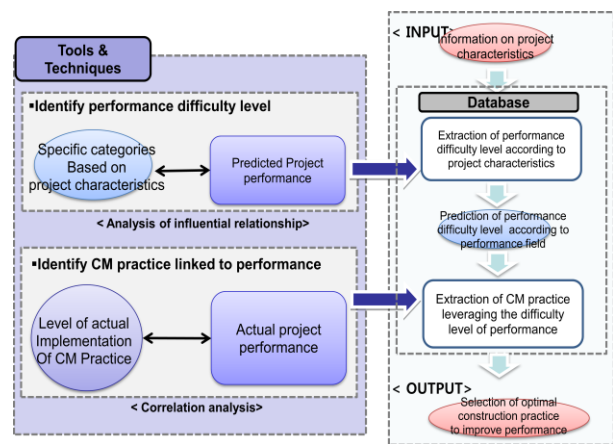 Tools &
Techniques
▪Identify performance difficulty level
Specific categories
Based on
project characteristics
Predicted Project
performance
< Analysis of influential relationship>
▪Identify CM practice linked to performance
Level of actual
Implementation
Of CM Practice
Actual project
performance
< Correlation analysis>
< INPUT>
Information on project
characteristics
Database
Extraction of performance
difficulty level according to
project characteristics
Prediction of performance
difficulty level according to
performance field
Extraction of CM practice
leveraging the difficulty
level of performance
< OUTPUT>
Selection of optimal
construction practice
to improve performance